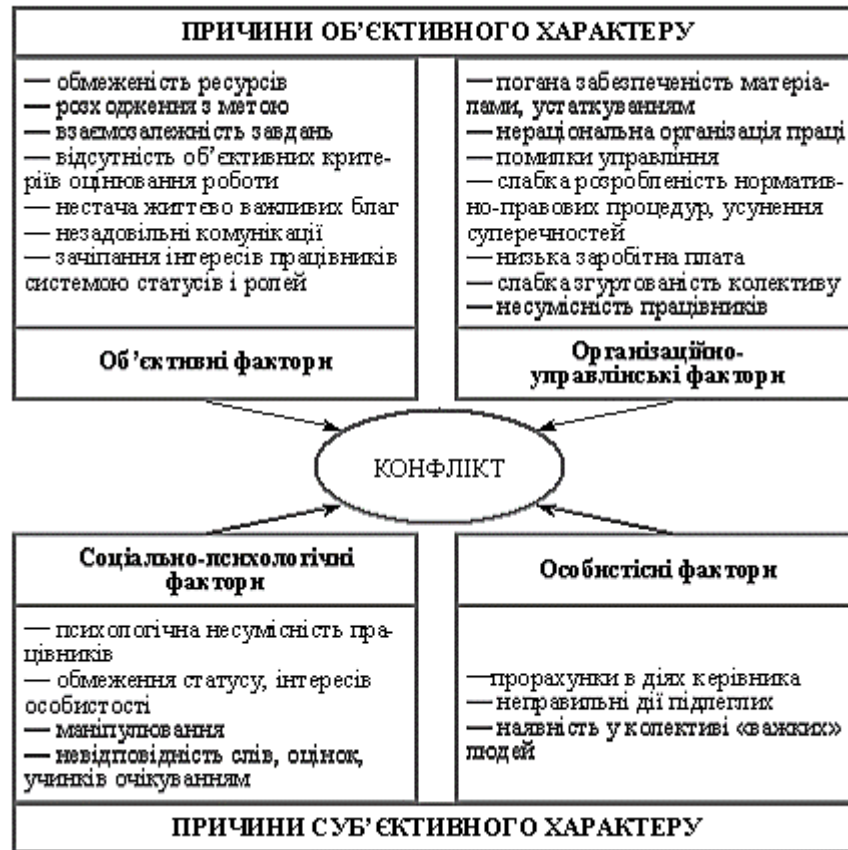 ПРИЧИНИ ОБ’ЄКТИВНОГО ХАРАКТЕРУ
— обмеженість ресурсів
— розходження з метою
— взаємозалежність завдань
— відсутність об’єктивних крите-
ріїв оцінювання роботи
— нестача життєво важливих благ
— незадовільні комунікації
— зачіпання інтересів працівників
системою статусів і ролей
Об’єктивні фактори
— погана забезпеченість матеріа-
лами, устаткуванням
— нераціональна організація праці
— помилки управління
— слабка розробленість норматив-
но-правових процедур, усунення
суперечностей
— низька заробітна плата
— слабка згуртованість колективу
— несумісність працівників
Організаційно-
управлінські фактори
КОНФЛІКТ
Соціально-психологічні
фактори
— психологічна несумісність пра-
цівників
— обмеження статусу, інтересів
особистості
— маніпулювання
— невідповідність слів, оцінок,
учинків очікуванням
Особистісні фактори
—прорахунки в діях керівника
— неправильні дії підлеглих
— наявність у колективі «важких»
людей
ПРИЧИНИ СУБ’ЄКТИВНОГО ХАРАКТЕРУ